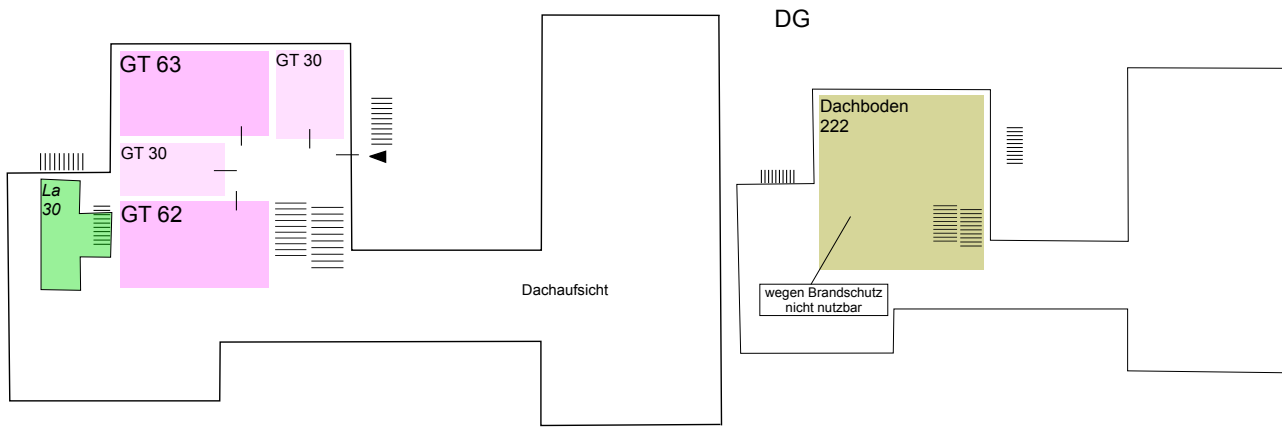 GT 63
GT 30
GT 30
La
30
GT 62
Dachaufsicht
DG
Dachboden
222
wegen Brandschutz
nicht nutzbar